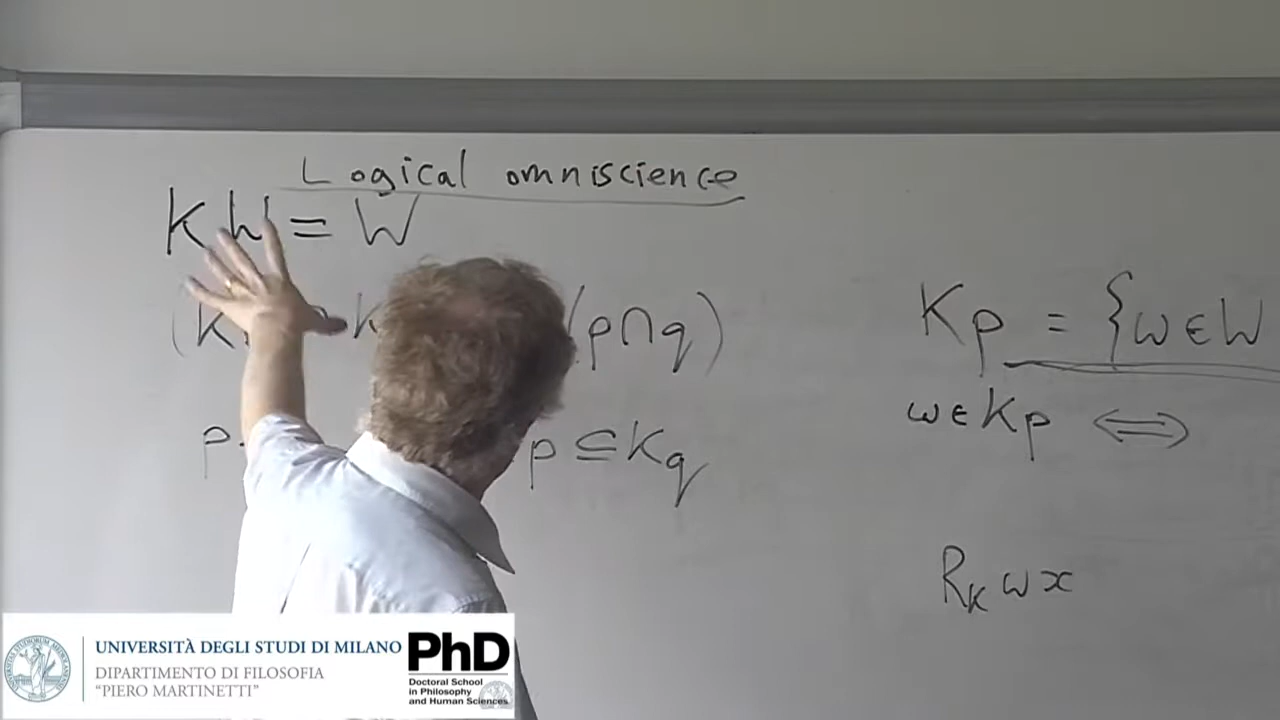 Logical omniscience
KW = W
(K K (p∩q)
Kp = {w∈W
w∈Kp ⟺
p p ⊆ Kq
R_K w x
UNIVERSITÀ DEGLI STUDI DI MILANO
DIPARTIMENTO DI FILOSOFIA
"PIERO MARTINETTI"
PhD
Doctoral School
in Philosophy
and Human Sciences